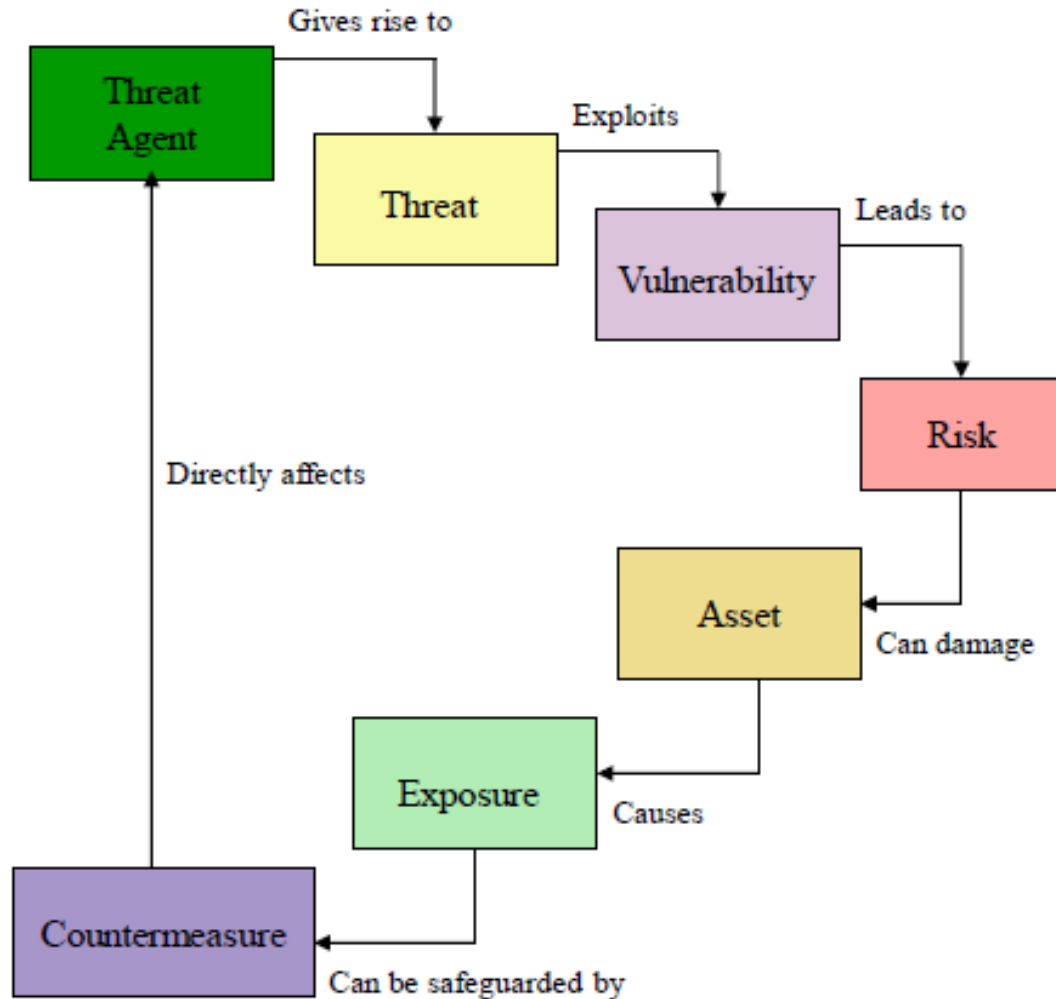 Gives rise to
Threat
Agent
Exploits
Threat
Leads to
Vulnerability
Risk
Directly affects
Asset
Can damage
Exposure
Causes
Countermeasure
Can be safeguarded by